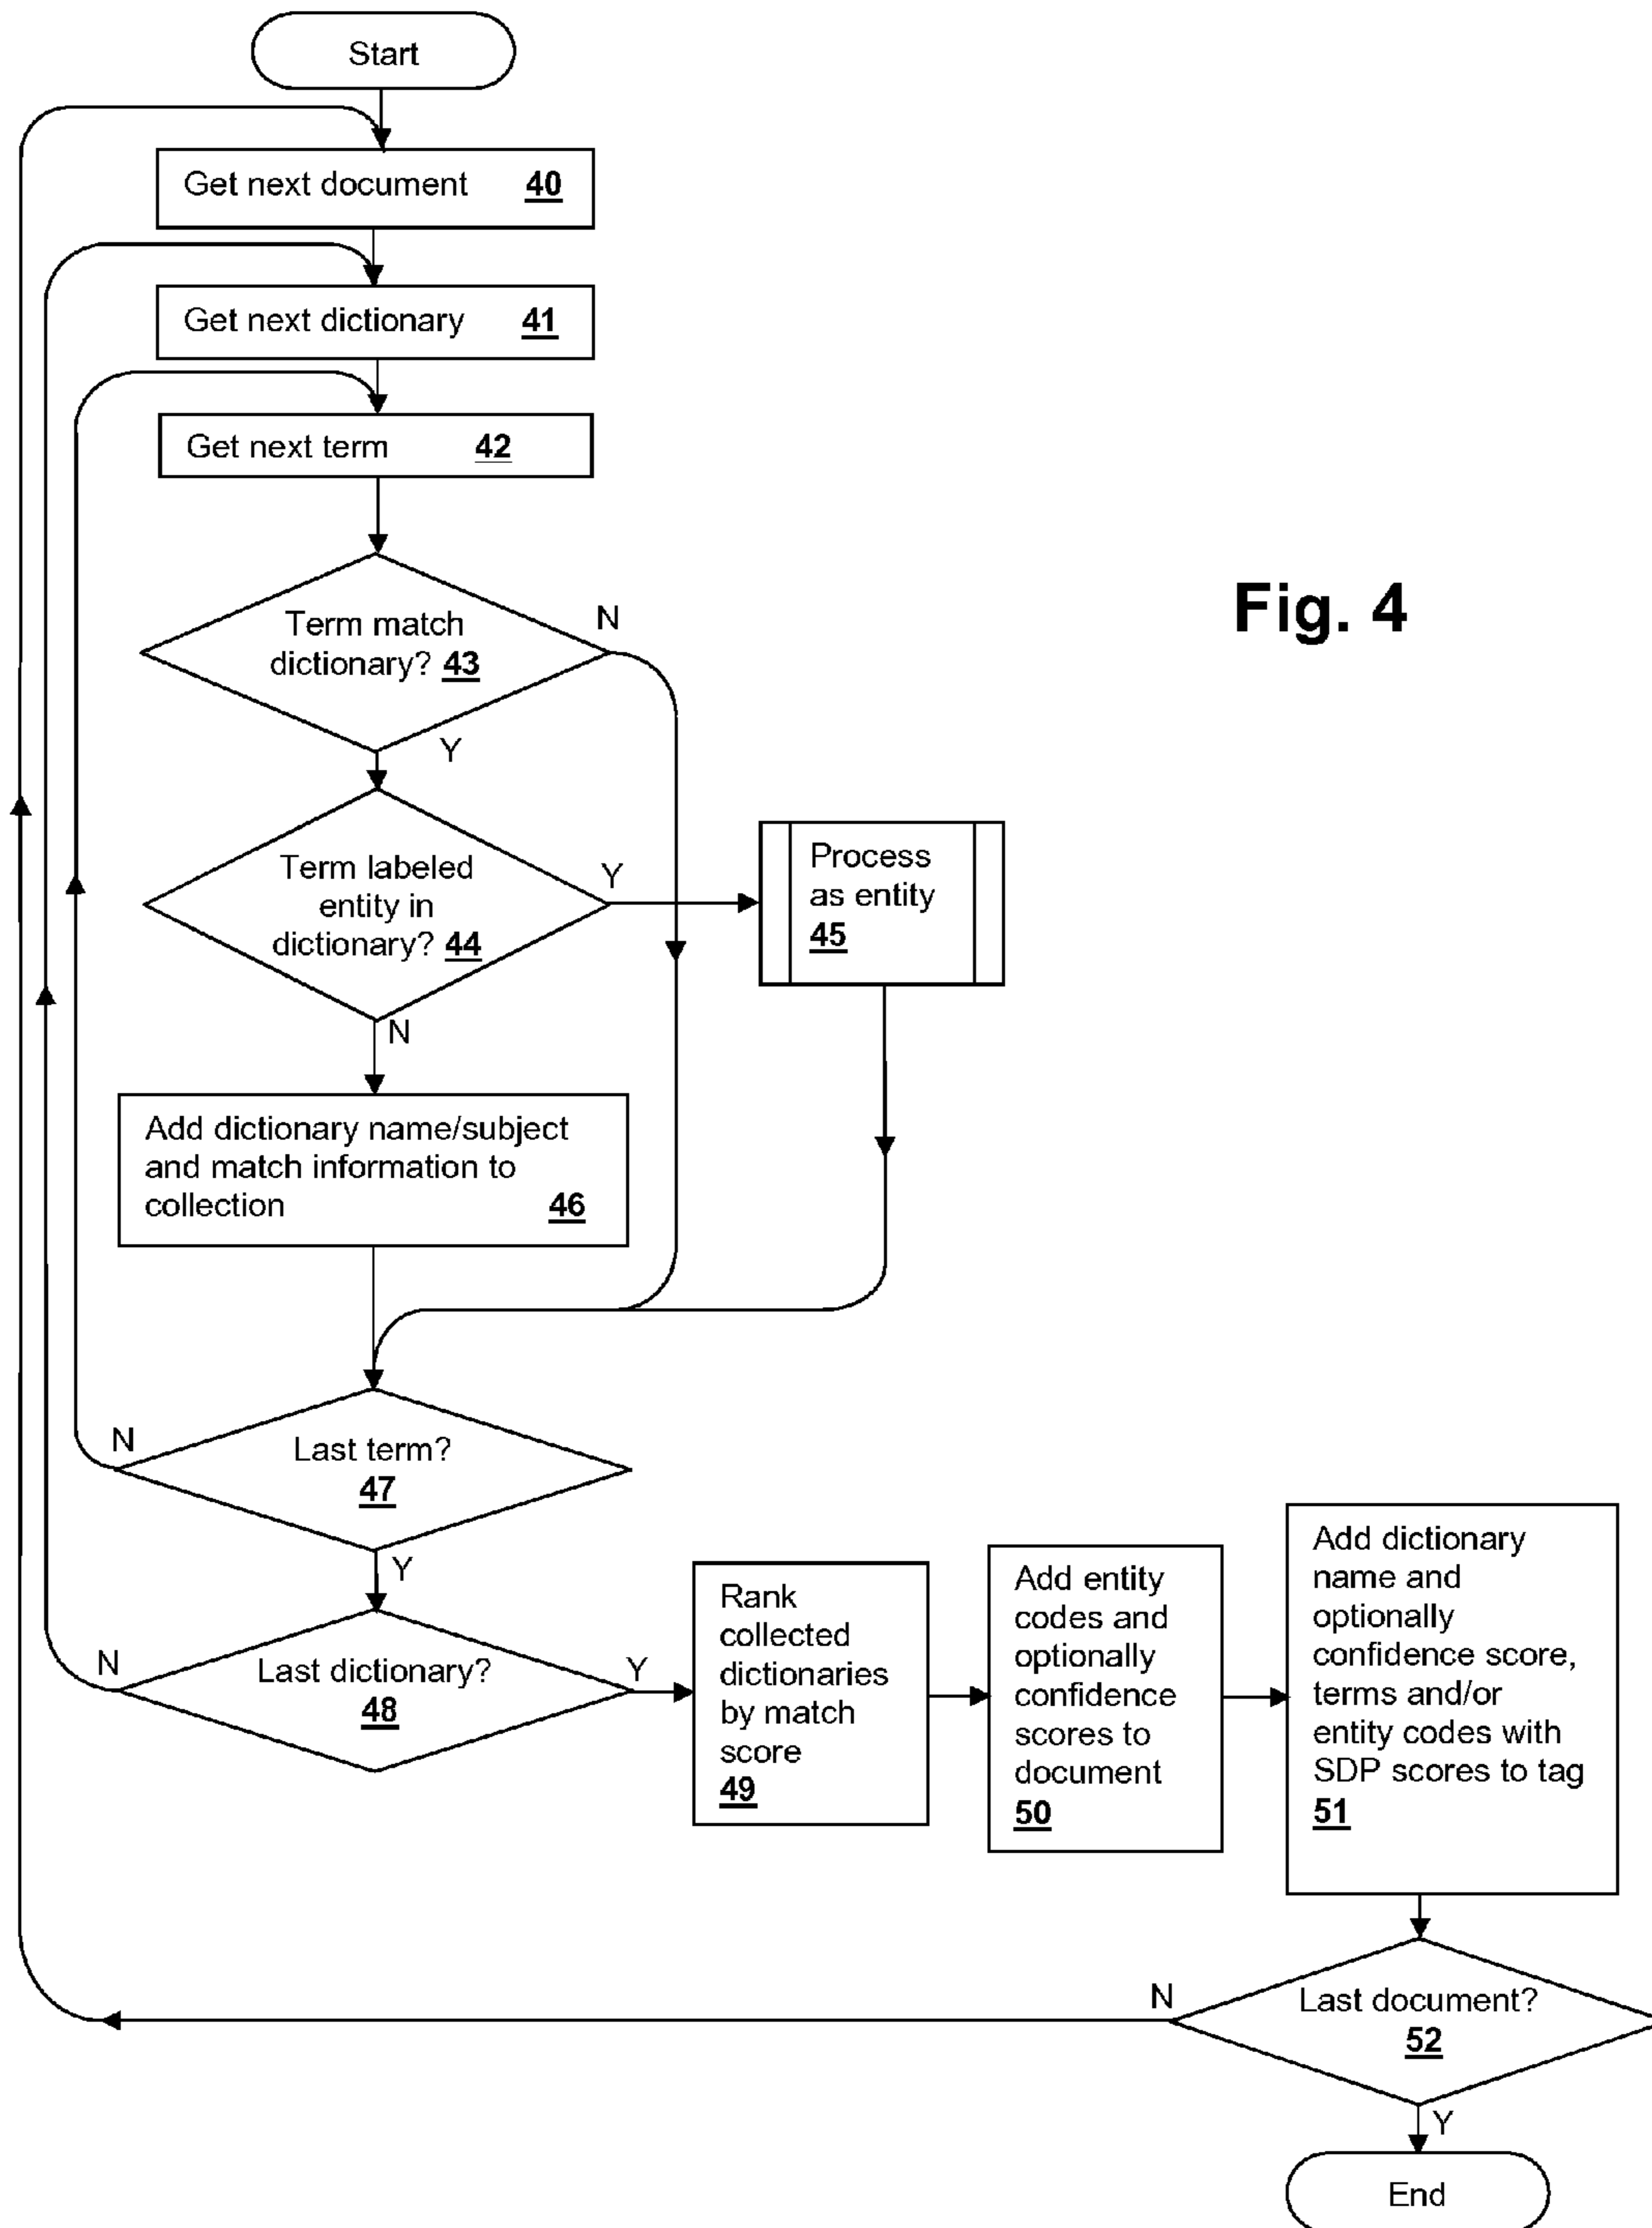 Start
Get next document 40
Get next dictionary 41
Get next term 42
Fig. 4
Term match
dictionary? 43
N
Y
Term labeled
entity in
dictionary? 44
Y
N
Process
as entity
45
Add dictionary name/subject
and match information to
collection 46
Last term?
47
N
Y
Last dictionary?
48
N
Y
Rank
collected
dictionaries
by match
score
49
Add entity
codes and
optionally
confidence
scores to
document
50
Add dictionary
name and
optionally
confidence score,
terms and/or
entity codes with
SDP scores to tag
51
Last document?
52
N
Y
End